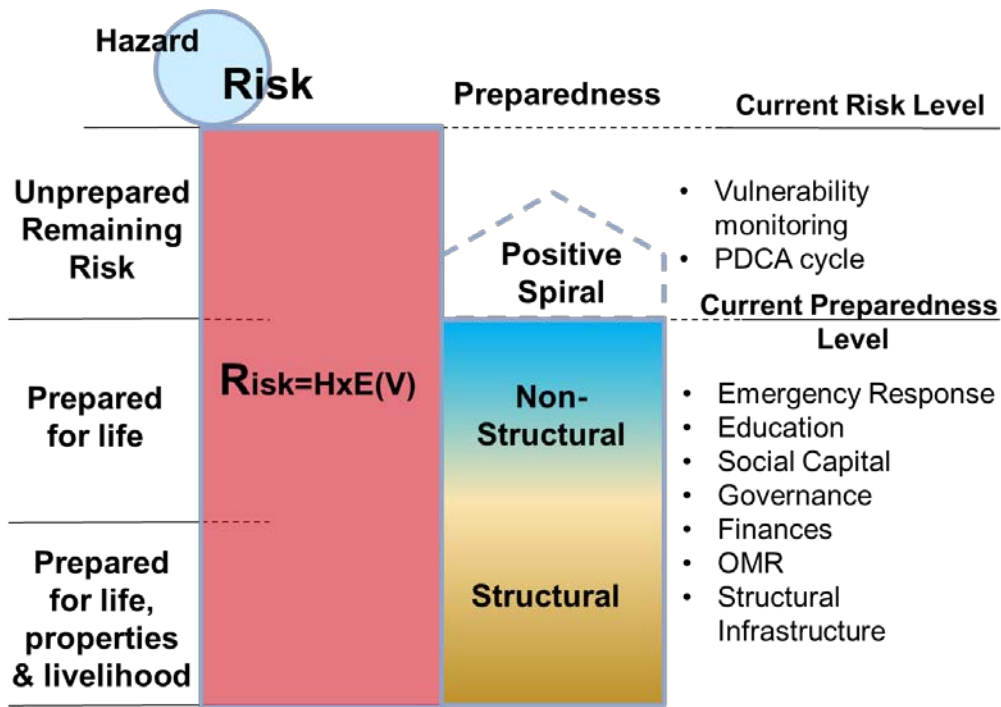 Hazard
Risk
Preparedness
Current Risk Level
Unprepared
Remaining
Risk
Positive
Spiral
• Vulnerability
monitoring
• PDCA cycle
Current Preparedness
Level
Prepared
for life
Risk=HxE(V)
Non-
Structural
• Emergency Response
• Education
• Social Capital
• Governance
• Finances
• OMR
• Structural
Infrastructure
Prepared
for life,
properties
& livelihood
Structural